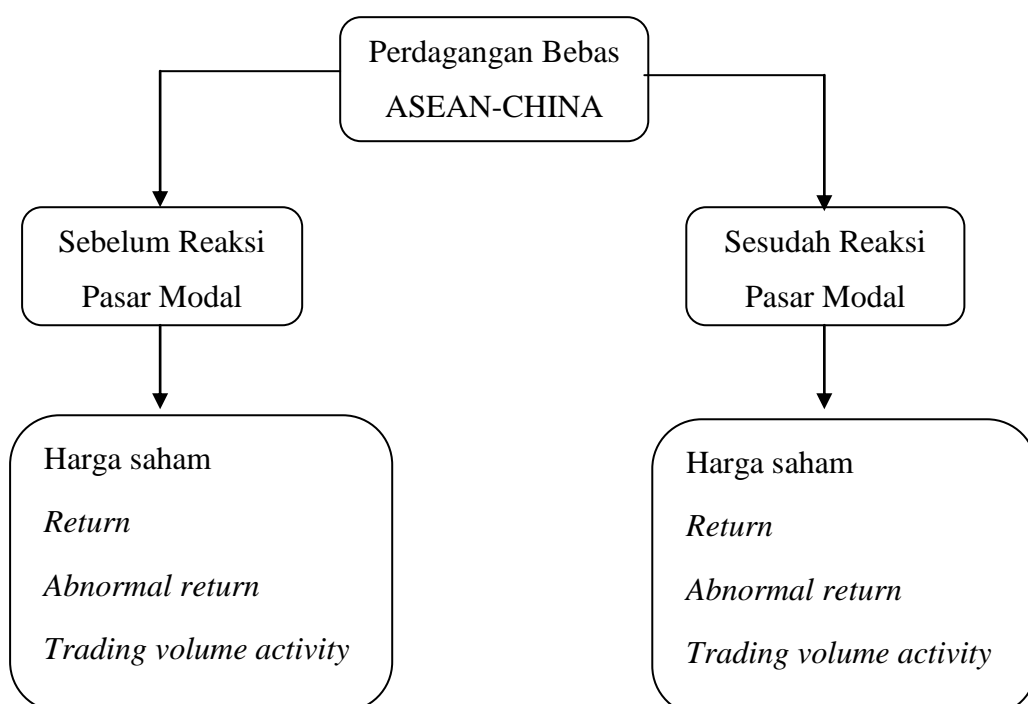 Perdagangan Bebas
ASEAN-CHINA
Sebelum Reaksi
Pasar Modal
Sesudah Reaksi
Pasar Modal
Harga saham
Return
Abnormal return
Trading volume activity
Harga saham
Return
Abnormal return
Trading volume activity